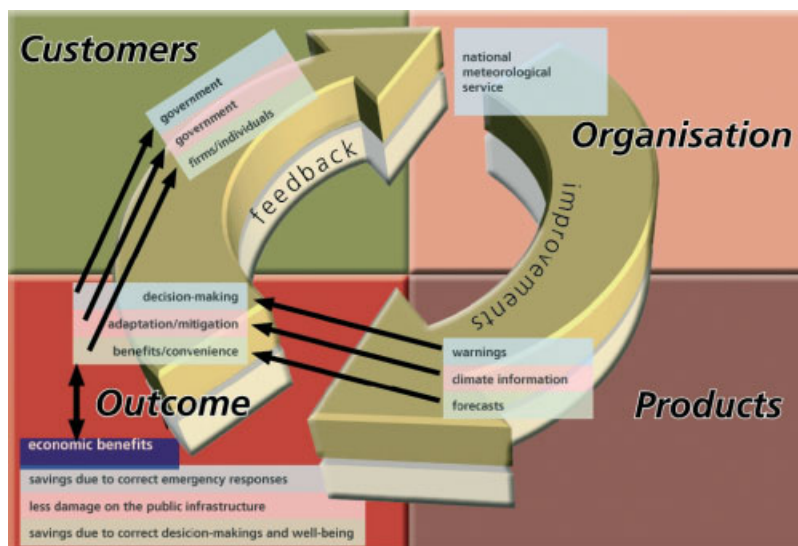 Customers
government
government
firms/individuals
feedback
national
meteorological
service
Organisation
improvements
decision-making
adaptation/mitigation
benefits/convenience
Outcome
warnings
climate information
forecasts
Products
economic benefits
savings due to correct emergency responses
less damage on the public infrastructure
savings due to correct desicion-makings and well-being